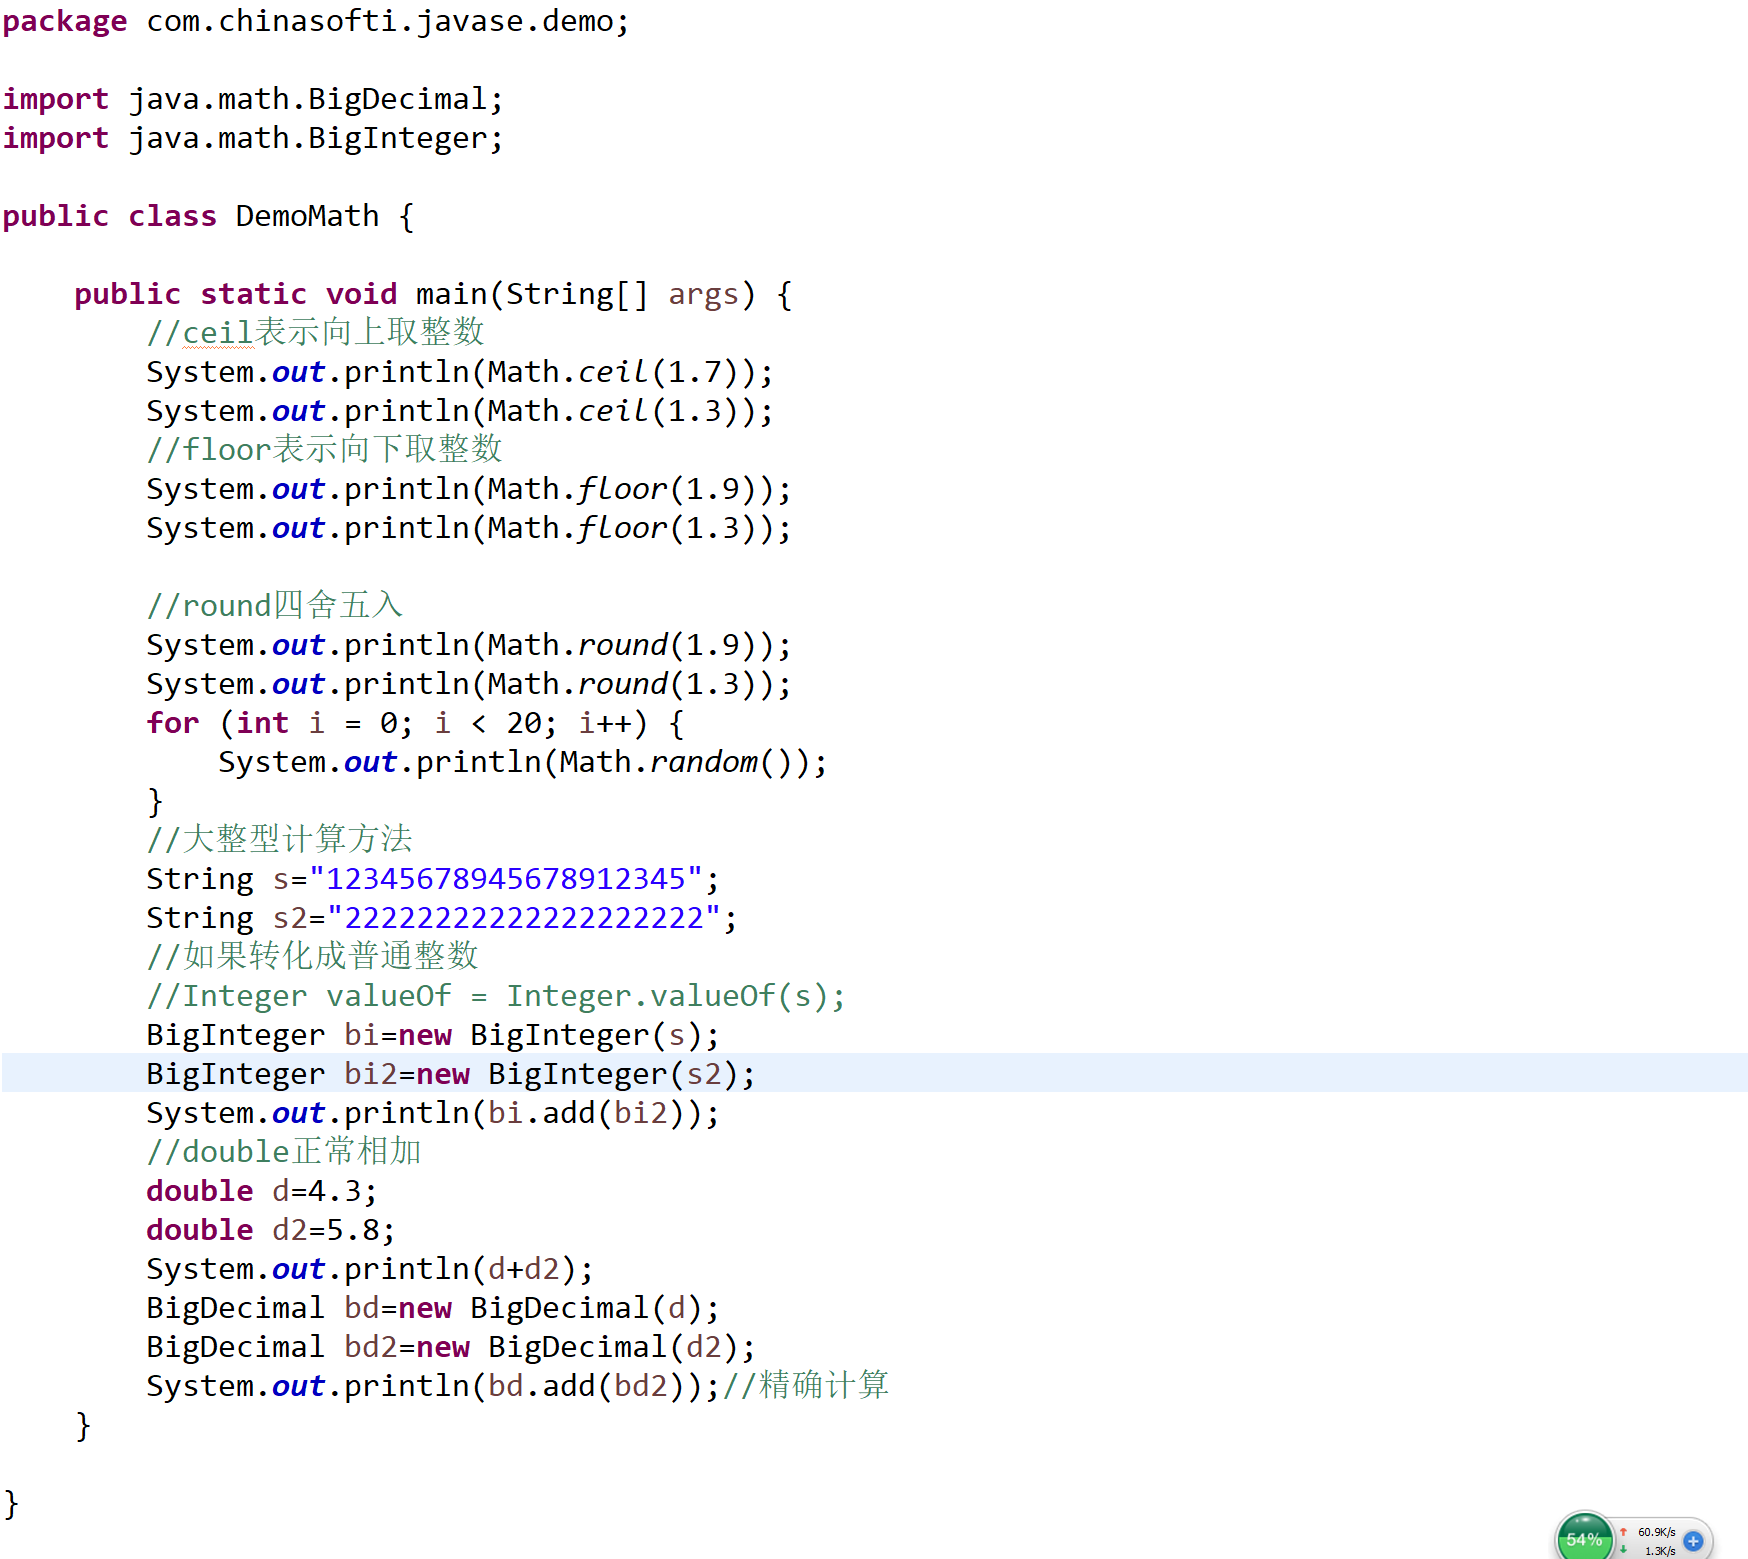 package com.chinasofti.javase.demo;
import java.math.BigDecimal;
import java.math.BigInteger;
public class DemoMath {
    public static void main(String[] args) {
        //ceil表示向上取整数
        System.out.println(Math.ceil(1.7));
        System.out.println(Math.ceil(1.3));
        //floor表示向下取整数
        System.out.println(Math.floor(1.9));
        System.out.println(Math.floor(1.3));
        //round四舍五入
        System.out.println(Math.round(1.9));
        System.out.println(Math.round(1.3));
        for (int i = 0; i < 20; i++) {
            System.out.println(Math.random());
        }
        //大整型计算方法
        String s="12345678945678912345";
        String s2="22222222222222222222";
        //如果转化成普通整数
        //Integer valueOf = Integer.valueOf(s);
        BigInteger bi=new BigInteger(s);
        BigInteger bi2=new BigInteger(s2);
        System.out.println(bi.add(bi2));
        //double正常相加
        double d=4.3;
        double d2=5.8;
        System.out.println(d+d2);
        BigDecimal bd=new BigDecimal(d);
        BigDecimal bd2=new BigDecimal(d2);
        System.out.println(bd.add(bd2));//精确计算
    }
}
54%
60.9K/s
1.3K/s